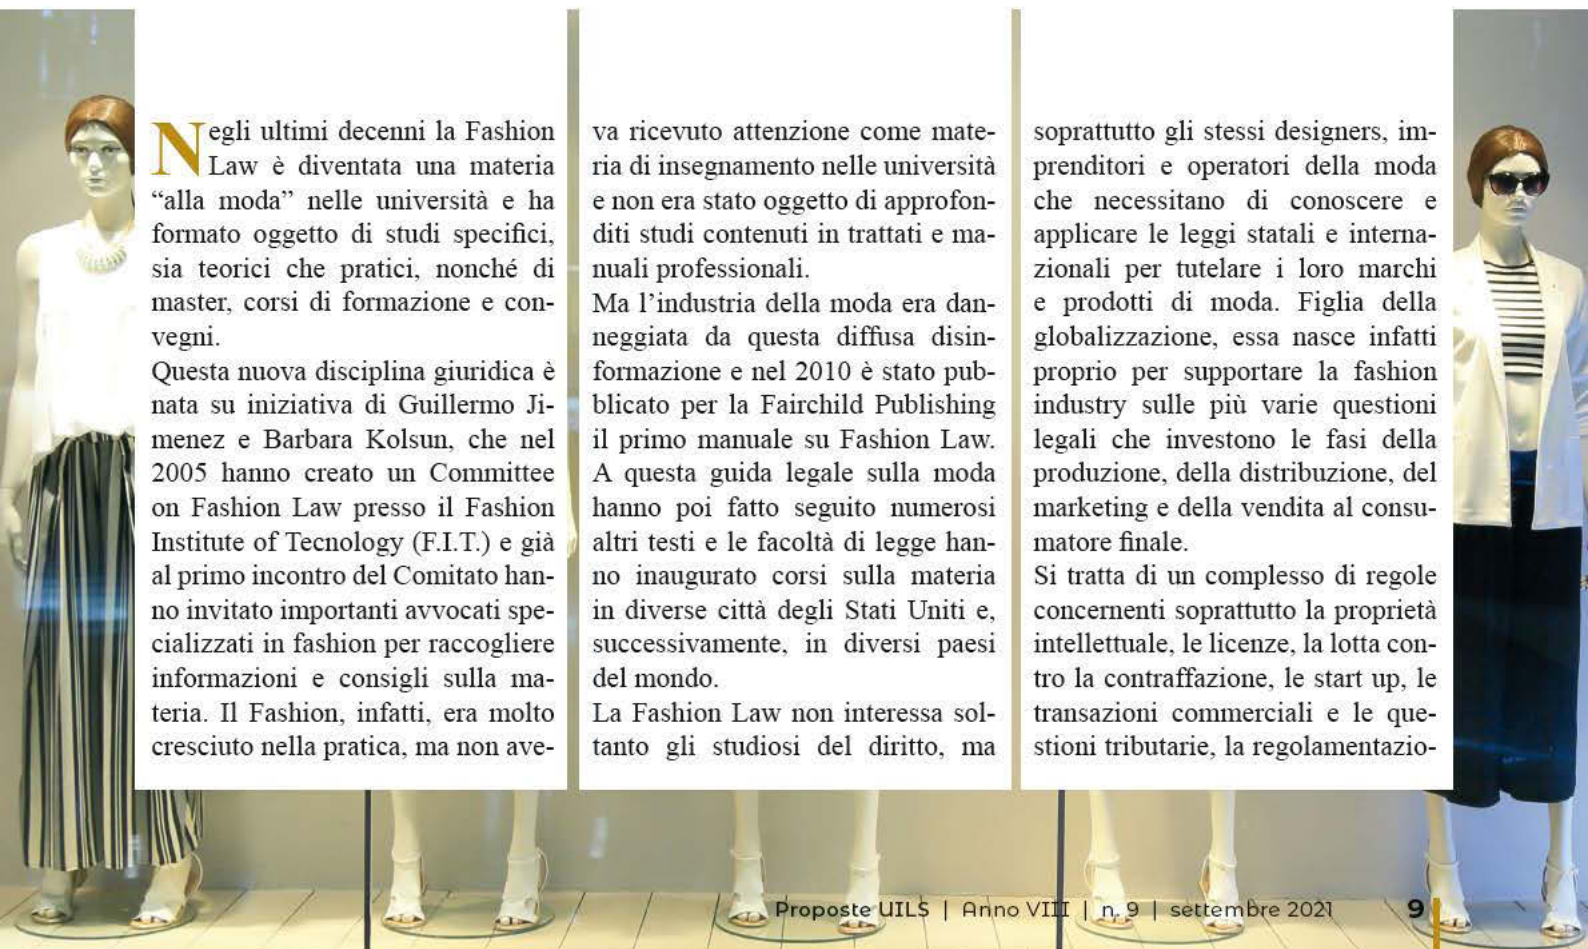 Negli ultimi decenni la Fashion
Law è diventata una materia
“alla moda” nelle università e ha
formato oggetto di studi specifici,
sia teorici che pratici, nonché di
master, corsi di formazione e con-
vegni.
Questa nuova disciplina giuridica è
nata su iniziativa di Guillermo Ji-
menez e Barbara Kolsun, che nel
2005 hanno creato un Committee
on Fashion Law presso il Fashion
Institute of Tecnology (F.I.T.) e già
al primo incontro del Comitato han-
no invitato importanti avvocati spe-
cializzati in fashion per raccogliere
informazioni e consigli sulla ma-
teria. Il Fashion, infatti, era molto
cresciuto nella pratica, ma non ave-
va ricevuto attenzione come mate-
ria di insegnamento nelle università
e non era stato oggetto di approfon-
diti studi contenuti in trattati e ma-
nuali professionali.
Ma l’industria della moda era dan-
neggiata da questa diffusa disin-
formazione e nel 2010 è stato pub-
blicato per la Fairchild Publishing
il primo manuale su Fashion Law.
A questa guida legale sulla moda
hanno poi fatto seguito numerosi
altri testi e le facoltà di legge han-
no inaugurato corsi sulla materia
in diverse città degli Stati Uniti e,
successivamente, in diversi paesi
del mondo.
La Fashion Law non interessa sol-
tanto gli studiosi del diritto, ma
soprattutto gli stessi designers, im-
prenditori e operatori della moda
che necessitano di conoscere e
applicare le leggi statali e interna-
zionali per tutelare i loro marchi
e prodotti di moda. Figlia della
globalizzazione, essa nasce infatti
proprio per supportare la fashion
industry sulle più varie questioni
legali che investono le fasi della
produzione, della distribuzione, del
marketing e della vendita al consu-
matore finale.
Si tratta di un complesso di regole
concernenti soprattutto la proprietà
intellettuale, le licenze, la lotta con-
tro la contraffazione, le start up, le
transazioni commerciali e le que-
stioni tributarie, la regolamentazio-
Proposte UILS | Anno VIII | n. 9 | settembre 2021 9